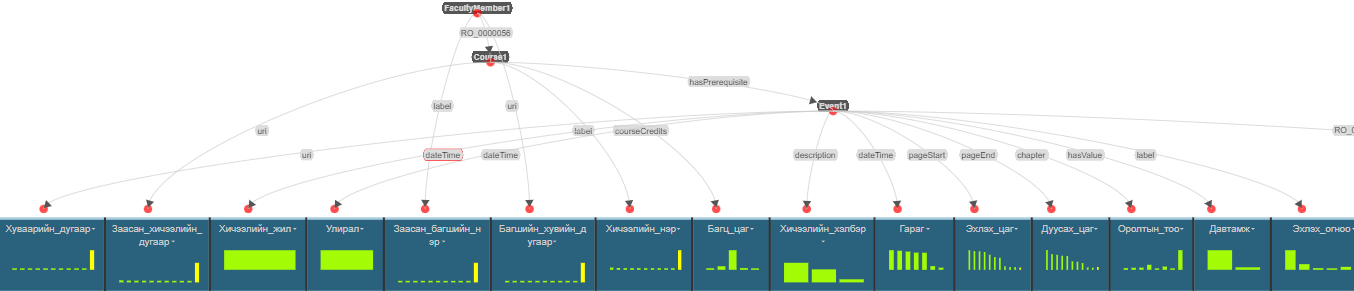 FacultyMember1
RO_0000056
Course1
hasPrerequisite
Event1
label
uri
uri
label
courseCredits
RO_0
uri
dateTime
dateTime
description
dateTime
pageStart
pageEnd
chapter
hasValue
label
Хуваарийн_дугаар
Заасан_хичээлийн_
дугаар
Хичээлийн_жил
Улирал
Заасан_багшийн_н
эр
Багшийн_хувийн_д
угаар
Хичээлийн_нэр
Багц_цаг
Хичээлийн_хэлбэр
Гараг
Эхлэх_цаг
Дуусах_цаг
Оролтын_тоо
Давтамж
Эхлэх_огноо